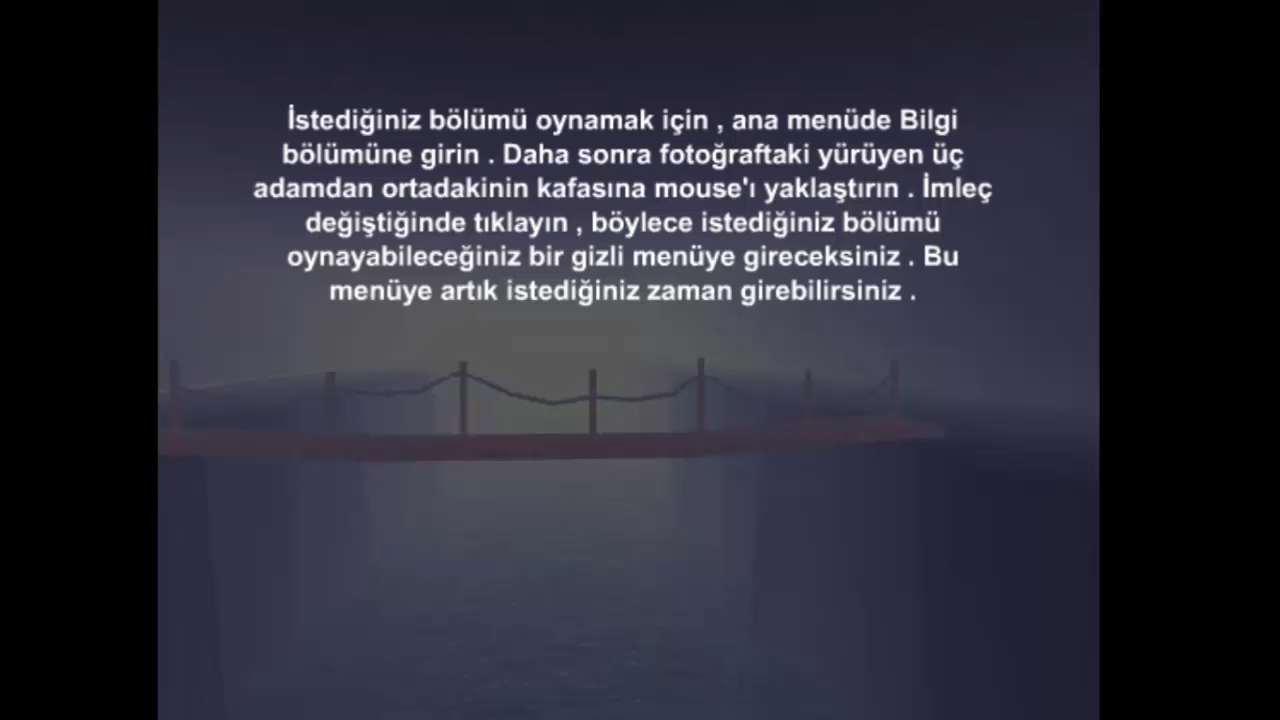 İstediğiniz bölümü oynamak için , ana menüde Bilgi
bölümüne girin . Daha sonra fotoğraftaki yürüyen üç
adamdan ortadakinin kafasına mouse'ı yaklaştırın . İmleç
değiştiğinde tıklayın , böylece istediğiniz bölümü
oynayabileceğiniz bir gizli menüye gireceksiniz . Bu
menüye artık istediğiniz zaman girebilirsiniz .